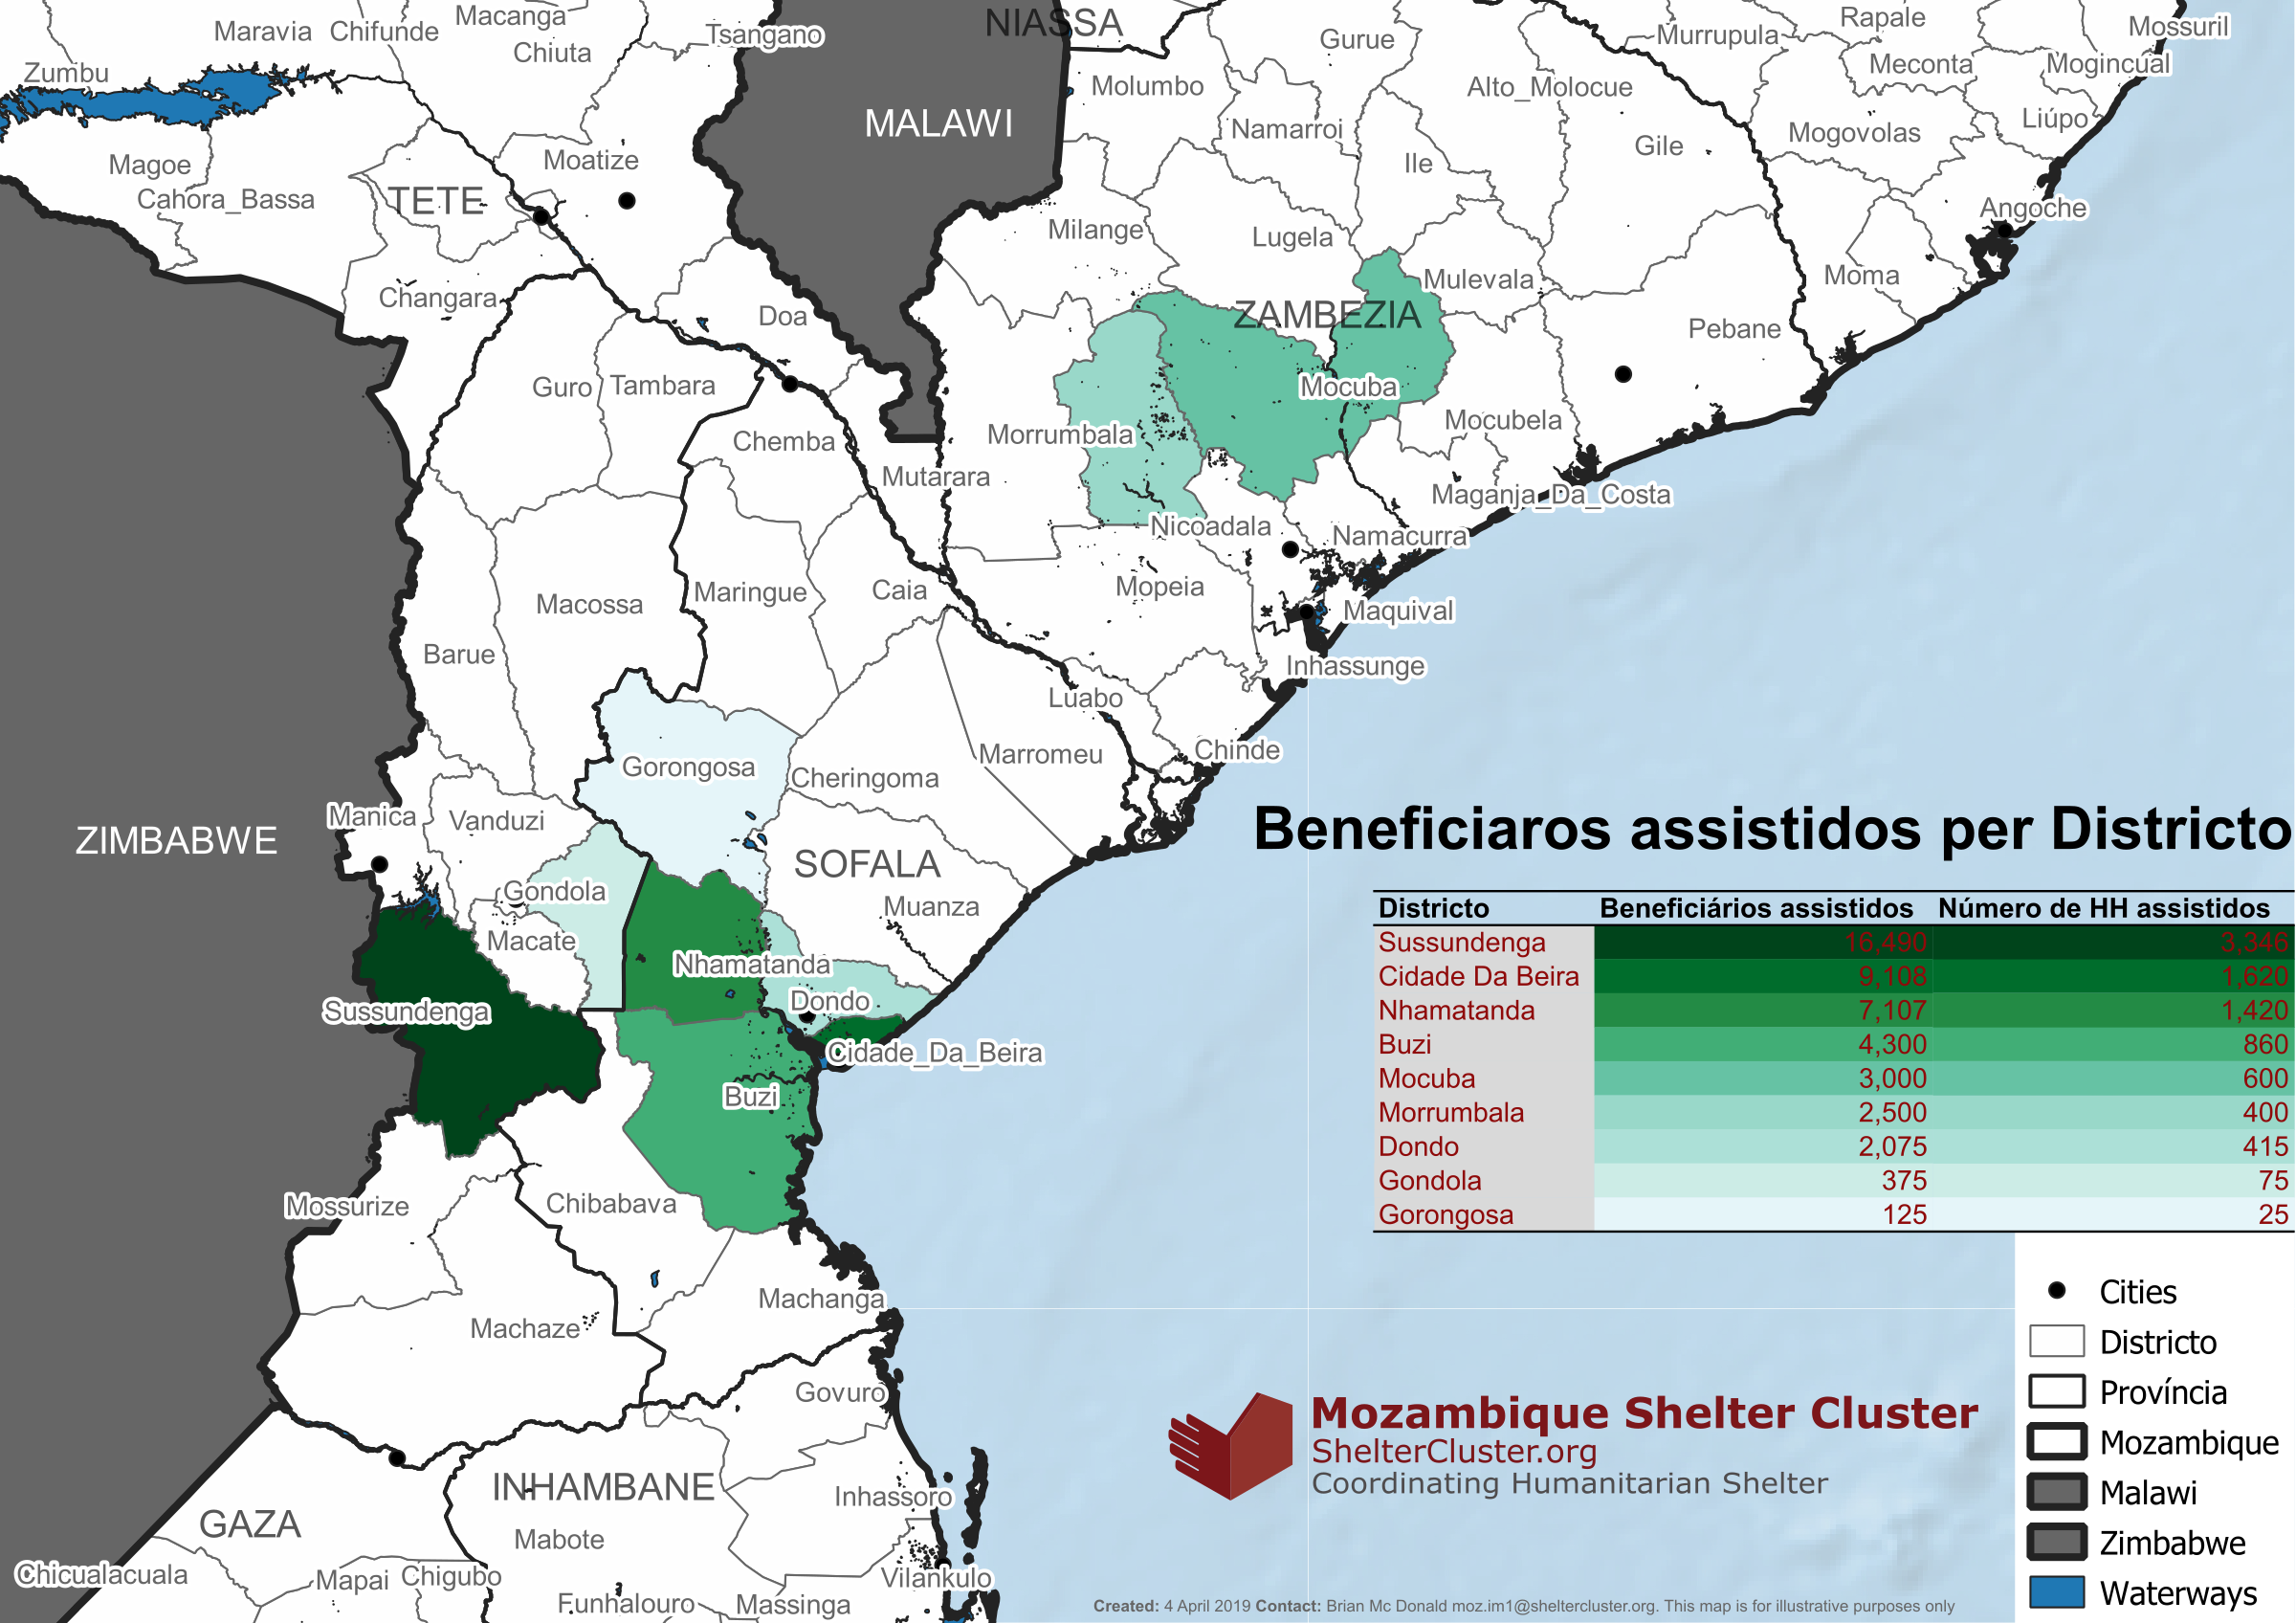 Macanga
NIASSA
Rapale
Mossuril
Maravia
Chifunde
Chiuta
Tsangano
Gurue
Murrupula
Zumbu
Molumbo
Alto_Molocue
Meconta
Mogincual
MALAWI
Namarroi
Liúpo
Magoe
Moatize
Ile
Gile
Mogovolas
Cahora_Bassa
TETE
Milange
Lugela
Angoche
Changara
Doa
ZAMBEZIA
Mulevala
Moma
Pebane
Guro
Tambara
Mocuba
Chemba
Morrumbala
Mocubela
Mutarara
Maganja_Da_Costa
Nicoadala
Namacurra
Macossa
Maringue
Caia
Mopeia
Maquival
Barue
Inhassunge
Luabo
Gorongosa
Cheringoma
Marromeu
Chinde
ZIMBABWE
Manica
Vanduzi
SOFALA
Gondola
Muanza
Macate
Nhamatanda
Sussundenga
Dondo
Cidade_Da_Beira
Buzi
Mossurize
Chibababava
Machanga
Machaze
Govuro
INHAMBANE
Inhassoro
GAZA
Mabote
Chicualacuala
Mapai
Chigubo
Funhalouro
Massinga
Vilankulo
Beneficiaros assistidos per Districto
Districto Beneficiários assistidos Número de HH assistidos
Sussundenga 16,490 3,346
Cidade Da Beira 9,108 1,620
Nhamatanda 7,107 1,420
Buzi 4,300 860
Mocuba 3,000 600
Morrumbala 2,500 400
Dondo 2,075 415
Gondola 375 75
Gorongosa 125 25
Cities
Districto
Província
Mozambique
Malawi
Zimbabwe
Waterways
Mozambique Shelter Cluster
ShelterCluster.org
Coordinating Humanitarian Shelter
Created: 4 April 2019 Contact: Brian Mc Donald moz.im1@sheltercluster.org. This map is for illustrative purposes only